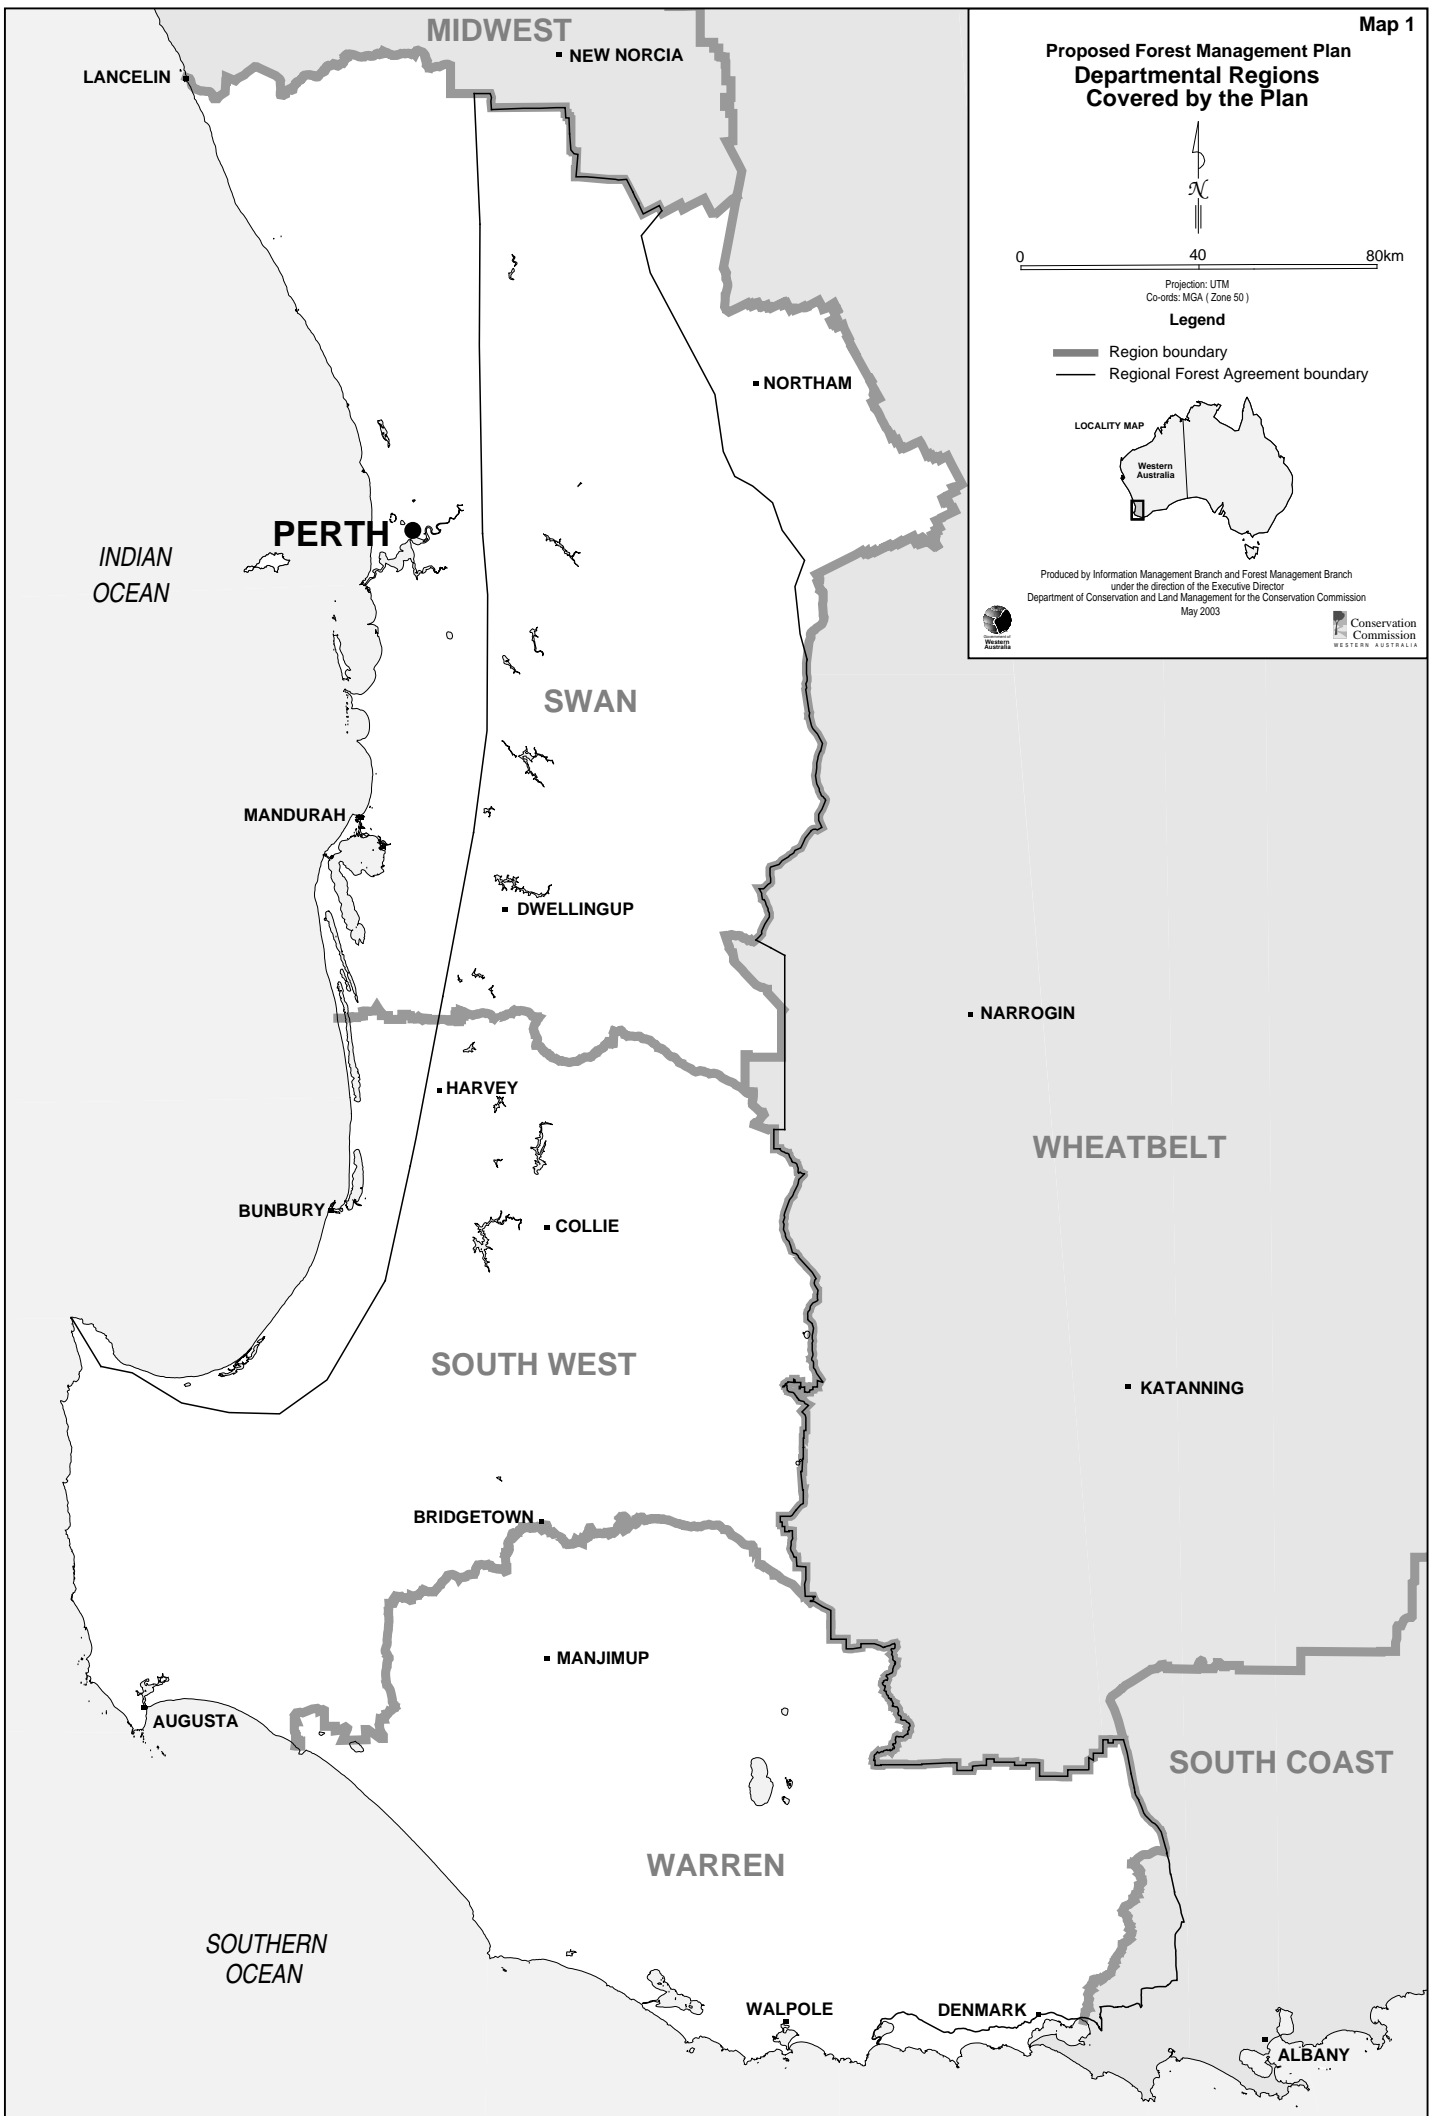 Map 1
Proposed Forest Management Plan
Departmental Regions
Covered by the Plan
N
0 40 80km
Projection: UTM
Co-ords: MGA ( Zone 50 )
Legend
Region boundary
Regional Forest Agreement boundary
LOCALITY MAP
Western
Australia
Produced by Information Management Branch and Forest Management Branch
under the direction of the Executive Director
Department of Conservation and Land Management for the Conservation Commission
May 2003
Government of
Western
Australia
Conservation
Commission
WESTERN AUSTRALIA
MIDWEST
NEW NORCIA
LANCELIN
NORTHAM
PERTH
INDIAN
OCEAN
SWAN
MANDURAH
DWELLINGUP
NARROGIN
HARVEY
WHEATBELT
BUNBURY
COLLIE
SOUTH WEST
KATANNING
BRIDGETOWN
MANJIMUP
AUGUSTA
SOUTH COAST
WARREN
SOUTHERN
OCEAN
WALPOLE
DENMARK
ALBANY